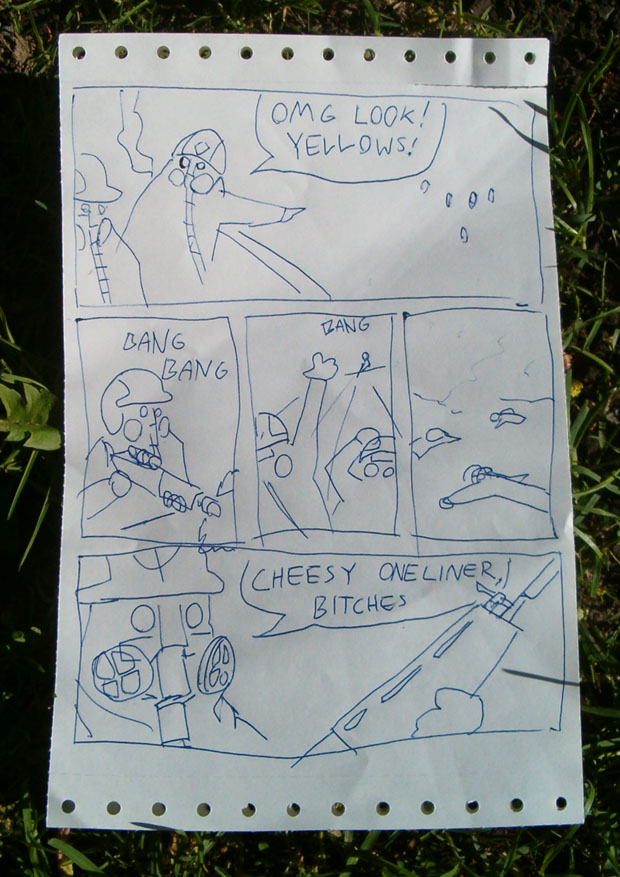 OMG LOOK!
YELLOWS!
BANG
BANG
BANG
CHEESY ONELINER,
BITCHES